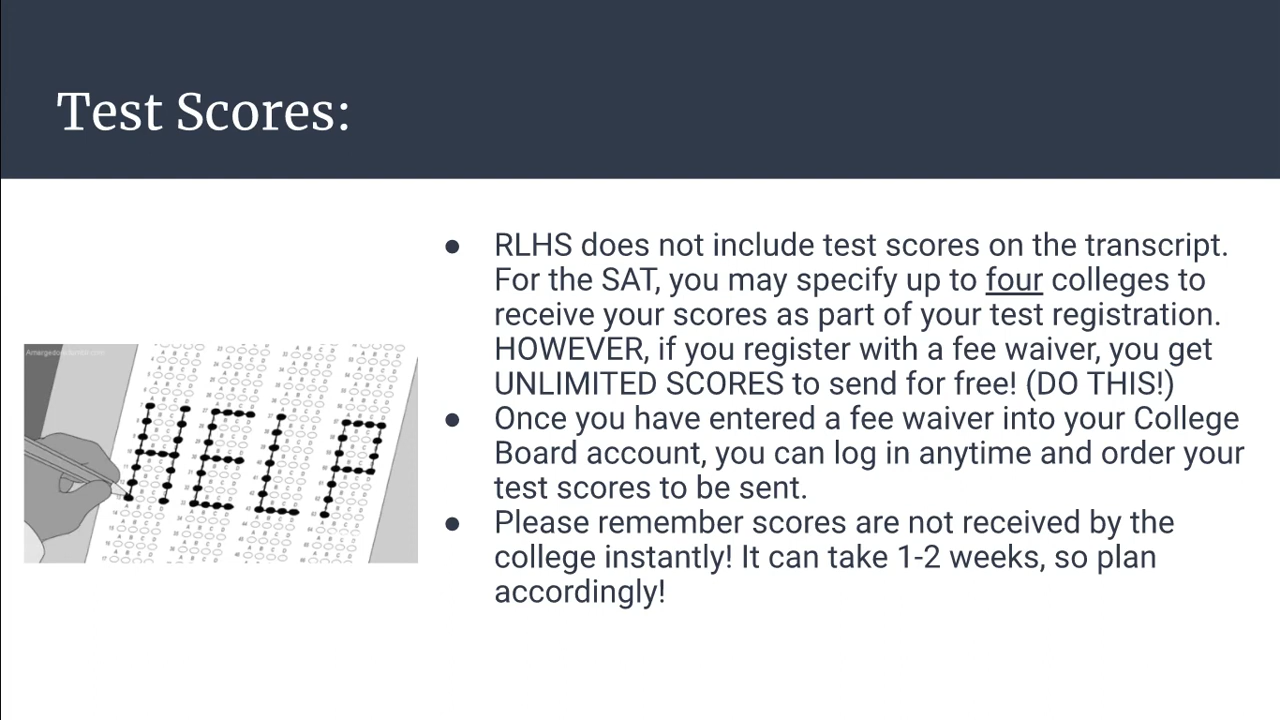 Test Scores:
● RLHS does not include test scores on the transcript.
For the SAT, you may specify up to four colleges to
receive your scores as part of your test registration.
HOWEVER, if you register with a fee waiver, you get
UNLIMITED SCORES to send for free! (DO THIS!)
● Once you have entered a fee waiver into your College
Board account, you can log in anytime and order your
test scores to be sent.
● Please remember scores are not received by the
college instantly! It can take 1-2 weeks, so plan
accordingly!
HELP